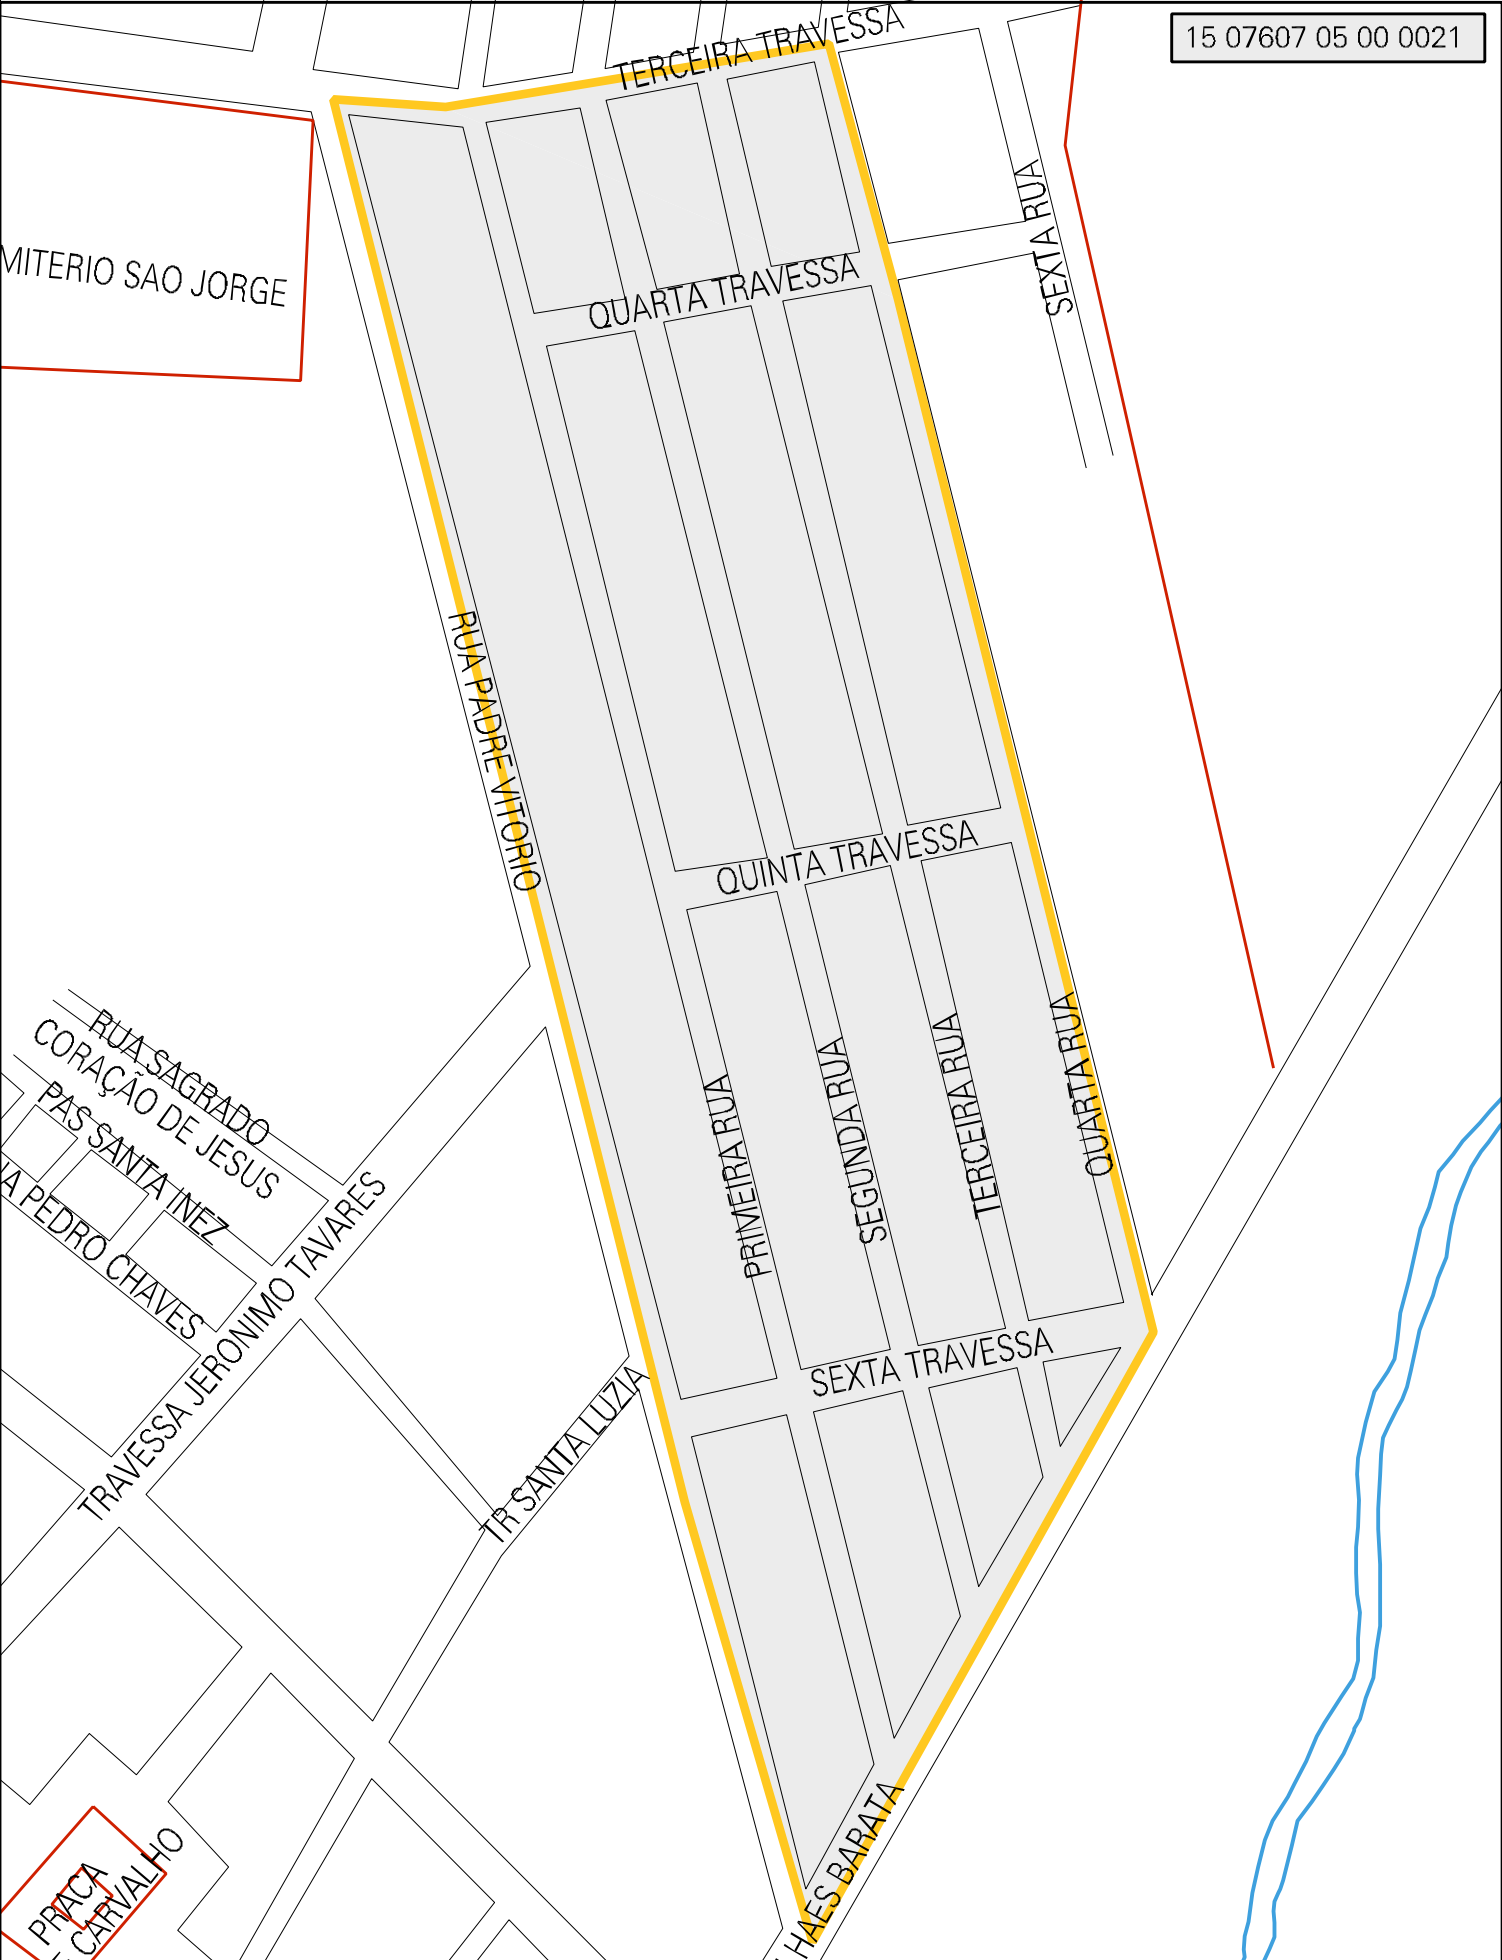 15 07607 05 00 0021
TERCEIRA TRAVESSA
SEXTA RUA
MITERIO SAO JORGE
QUARTA TRAVESSA
RUA PADRE VITORIO
QUINTA TRAVESSA
RUA SAGRADO
CORAÇÃO DE JESUS
PAS SANTA INEZ
A PEDRO CHAVES
TRAVESSA JERONIMO TAVARES
PRIMEIRA RUA
SEGUNDA RUA
TERCEIRA RUA
QUARTA RUA
SEXTA TRAVESSA
TR SANTA LUZIA
LHAES BARATA
PRAÇA
E CARVALHO